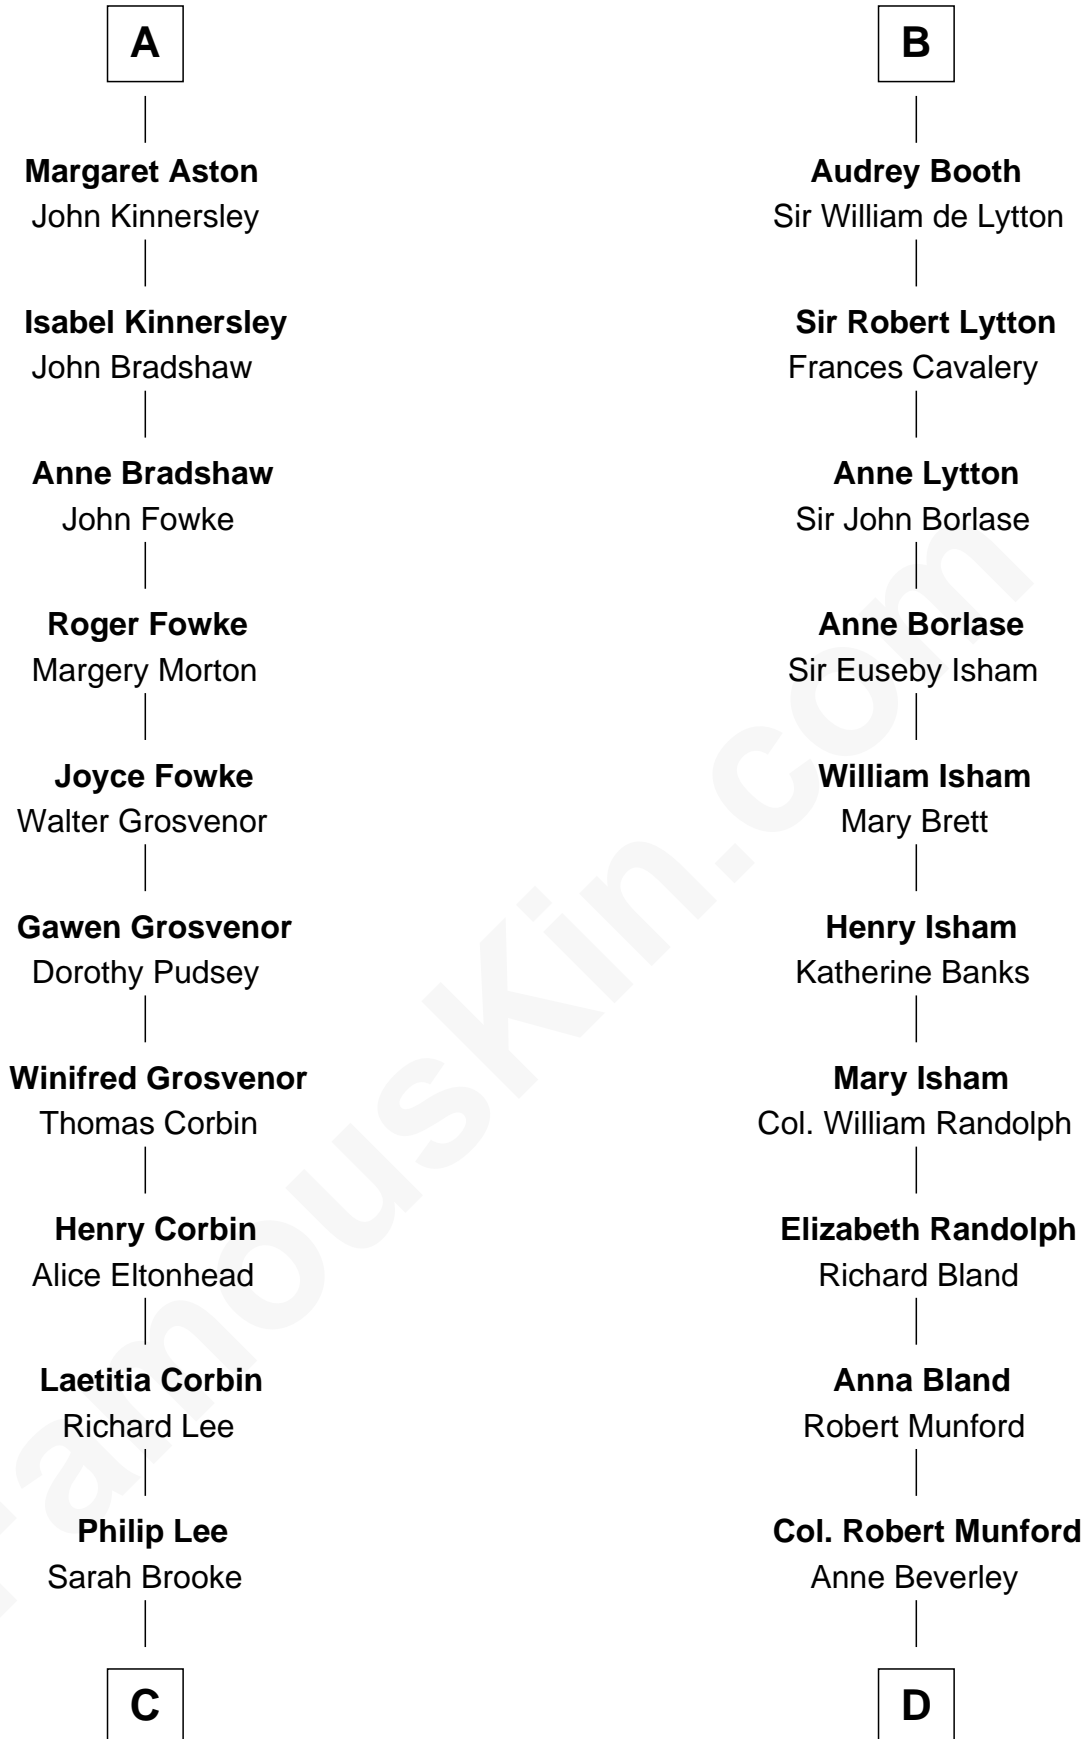 A
Margaret Aston
John Kinnersley
Isabel Kinnersley
John Bradshaw
Anne Bradshaw
John Fowke
Roger Fowke
Margery Morton
Joyce Fowke
Walter Grosvenor
Gawen Grosvenor
Dorothy Pudsey
Winifred Grosvenor
Thomas Corbin
Henry Corbin
Alice Eltonhead
Laetitia Corbin
Richard Lee
Philip Lee
Sarah Brooke
C
B
Audrey Booth
Sir William de Lytton
Sir Robert Lytton
Frances Cavalery
Anne Lytton
Sir John Borlase
Anne Borlase
Sir Euseby Isham
William Isham
Mary Brett
Henry Isham
Katherine Banks
Mary Isham
Col. William Randolph
Elizabeth Randolph
Richard Bland
Anna Bland
Robert Munford
Col. Robert Munford
Anne Beverley
D
FamousKin.com